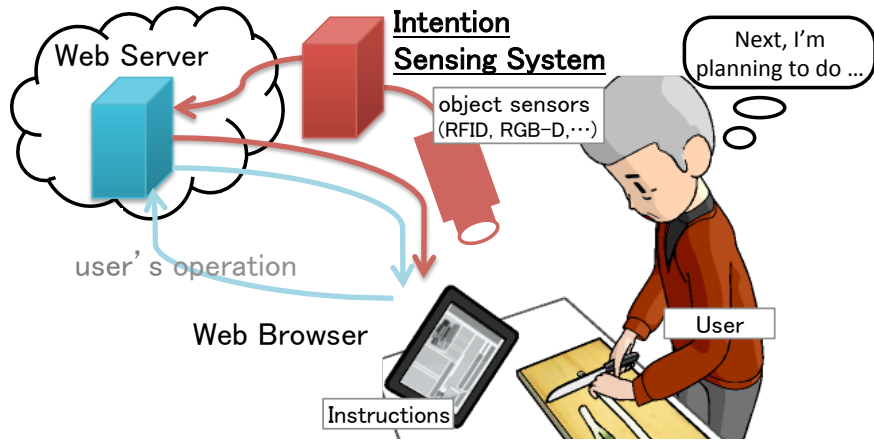 Web Server
Intention
Sensing System
object sensors
(RFID, RGB-D,…)
Next, I'm
planning to do …
user's operation
Web Browser
User
Instructions